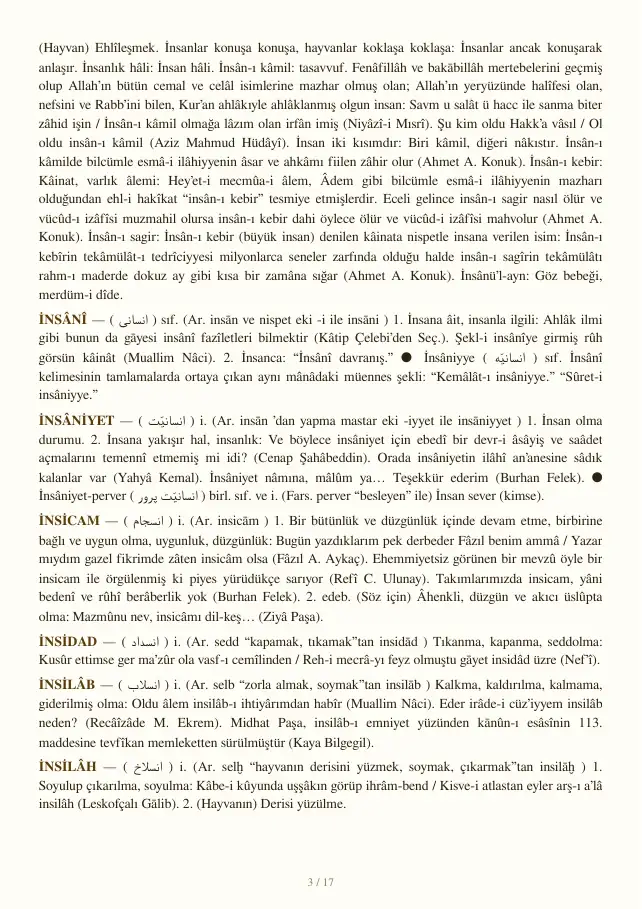 (Hayvan) Ehlîleşmek. İnsanlar konuşa konuşa, hayvanlar koklaşa koklaşa: İnsanlar ancak konuşarak
anlaşır. İnsanlık hâli: İnsan hâli. İnsân-ı kâmil: tasavvuf. Fenâfillâh ve bakābillâh mertebelerini geçmiş
olup Allah’ın bütün cemal ve celâl isimlerine mazhar olmuş olan; Allah’ın yeryüzünde halîfesi olan,
nefsini ve Rabb’ini bilen, Kur’an ahlâkıyle ahlâklanmış olgun insan: Savm u salât ü hacc ile sanma biter
zâhid işin / İnsân-ı kâmil olmağa lâzım olan irfân imiş (Niyâzî-i Mısrî). Şu kim oldu Hakk’a vâsıl / Ol
oldu insân-ı kâmil (Aziz Mahmud Hüdâyî). İnsan iki kısımdır: Biri kâmil, diğeri nâkıstır. İnsân-ı
kâmilde bilcümle esmâ-i ilâhiyyenin âsar ve ahkâmı fiilen zâhir olur (Ahmet A. Konuk). İnsân-ı kebir:
Kâinat, varlık âlemi: Hey’et-i mecmûa-i âlem, Âdem gibi bilcümle esmâ-i ilâhiyyenin mazharı
olduğundan ehl-i hakîkat “insân-ı kebir” tesmiye etmişlerdir. Eceli gelince insân-ı sagir nasıl ölür ve
vücûd-ı izâfîsi muzmahil olursa insân-ı kebir dahi öylece ölür ve vücûd-i izâfîsi mahvolur (Ahmet A.
Konuk). İnsân-ı sagir: İnsân-ı kebir (büyük insan) denilen kâinata nispetle insana verilen isim: İnsân-ı
kebîrin tekâmülât-ı tedrîciyyesi milyonlarca seneler zarfında olduğu halde insân-ı sagîrin tekâmülâtı
rahm-ı maderde dokuz ay gibi kısa bir zamâna sığar (Ahmet A. Konuk). İnsânü’l-ayn: Göz bebeği,
merdüm-i dîde.
İNSÂNÎ — ( انسانى ) sıf. (Ar. insān ve nispet eki -і ile insāni ) 1. İnsana âit, insanla ilgili: Ahlâk ilmi
gibi bunun da gāyesi insânî fazîletleri bilmektir (Kâtip Çelebi’den Seç.). Şekl-i insânîye girmiş rûh
görsün kâinât (Muallim Nâci). 2. İnsanca: “İnsânî davranış.” ● İnsâniyye ( انسانيّه ) sıf. İnsânî
kelimesinin tamlamalarda ortaya çıkan aynı mânâdaki müennes şekli: “Kemâlât-ı insâniyye.” “Sûret-i
insâniyye.”
İNSÂNİYET — ( انسانيّت ) i. (Ar. insān ’dan yapma mastar eki -iyyet ile insāniyyet ) 1. İnsan olma
durumu. 2. İnsana yakışır hal, insanlık: Ve böylece insâniyet için ebedî bir devr-i âsâyiş ve saâdet
açmalarını temennî etmemiş mi idi? (Cenap Şahâbeddin). Orada insâniyetin ilâhî an’anesine sâdık
kalanlar var (Yahyâ Kemal). İnsâniyet nâmına, mâlûm ya… Teşekkür ederim (Burhan Felek). ●
İnsâniyet-perver ( انسانيّت پرور ) birl. sıf. ve i. (Fars. perver “besleyen” ile) İnsan sever (kimse).
İNSİCAM — ( انسجام ) i. (Ar. insicām ) 1. Bir bütünlük ve düzgünlük içinde devam etme, birbirine
bağlı ve uygun olma, uygunluk, düzgünlük: Bugün yazdıklarım pek derbeder Fâzıl benim ammâ / Yazar
mıydım gazel fikrimde zâten insicâm olsa (Fâzıl A. Aykaç). Ehemmiyetsiz görünen bir mevzû öyle bir
insicam ile örgülenmiş ki piyes yürüdükçe sarıyor (Refî C. Ulunay). Takımlarımızda insicam, yâni
bedenî ve rûhî berâberlik yok (Burhan Felek). 2. edeb. (Söz için) Âhenkli, düzgün ve akıcı üslûpta
olma: Mazmûnu nev, insicâmı dil-keş… (Ziyâ Paşa).
İNSİDAD — ( انسداد ) i. (Ar. sedd “kapamak, tıkamak”tan insidād ) Tıkanma, kapanma, seddolma:
Kusûr ettimse ger ma’zûr ola vasf-ı cemîlinden / Reh-i mecrâ-yı feyz olmuştu gāyet insidâd üzre (Nef’î).
İNSİLÂB — ( انسلاب ) i. (Ar. selb “zorla almak, soymak”tan insilāb ) Kalkma, kaldırılma, kalmama,
giderilmiş olma: Oldu âlem insilâb-ı ihtiyârımdan habîr (Muallim Nâci). Eder irâde-i cüz’iyyem insilâb
neden? (Recâîzâde M. Ekrem). Midhat Paşa, insilâb-ı emniyet yüzünden kānûn-ı esâsînin 113.
maddesine tevfîkan memleketten sürülmüştür (Kaya Bilgegil).
İNSİLÂH — ( انسلاخ ) i. (Ar. selḫ “hayvanın derisini yüzmek, soymak, çıkarmak”tan insilāḫ ) 1.
Soyulup çıkarılma, soyulma: Kâbe-i kûyunda uşşâkın görüp ihrâm-bend / Kisve-i atlastan eyler arş-ı a’lâ
insilâh (Leskofçalı Gālib). 2. (Hayvanın) Derisi yüzülme.
3 / 17